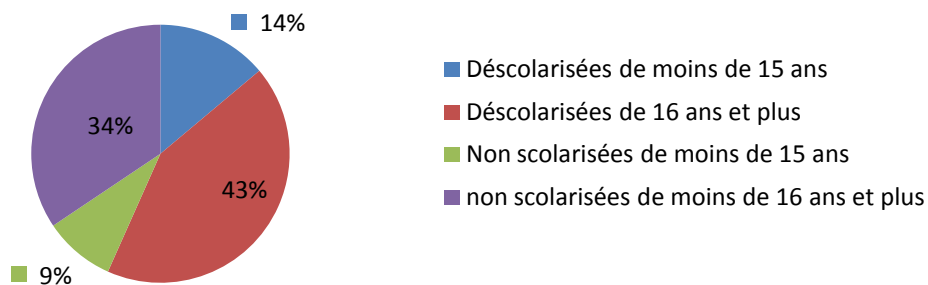 14%
34%
43%
9%
Déscolarisées de moins de 15 ans
Déscolarisées de 16 ans et plus
Non scolarisées de moins de 15 ans
non scolarisées de moins de 16 ans et plus